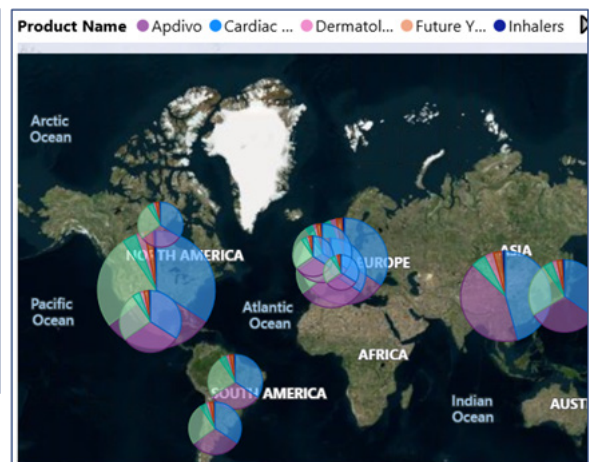 Product Name Apdivo Cardiac ... Dermatol... Future Y... Inhalers
Arctic
Ocean
NORTH AMERICA
EUROPE
ASIA
Pacific
Ocean
Atlantic
Ocean
AFRICA
SOUTH AMERICA
Indian
Ocean
AUST